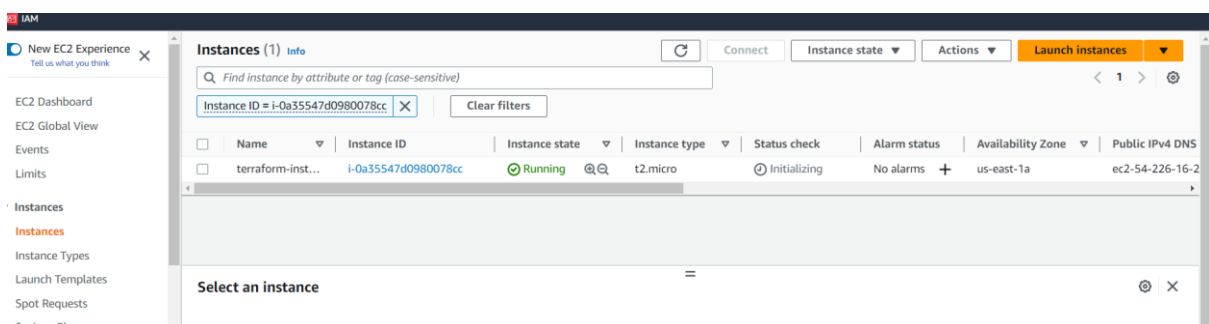 IAM
New EC2 Experience
Tell us what you think
EC2 Dashboard
EC2 Global View
Events
Limits
Instances
Instances
Instance Types
Launch Templates
Spot Requests
Instances (1) Info
Connect
Instance state
Actions
Launch instances
Find instance by attribute or tag (case-sensitive)
1
Instance ID = i-0a35547d0980078cc
Clear filters
Name Instance ID Instance state Instance type Status check Alarm status Availability Zone Public IPv4 DNS
terraform-inst... i-0a35547d0980078cc Running t2.micro Initializing No alarms + us-east-1a ec2-54-226-16-2
Select an instance